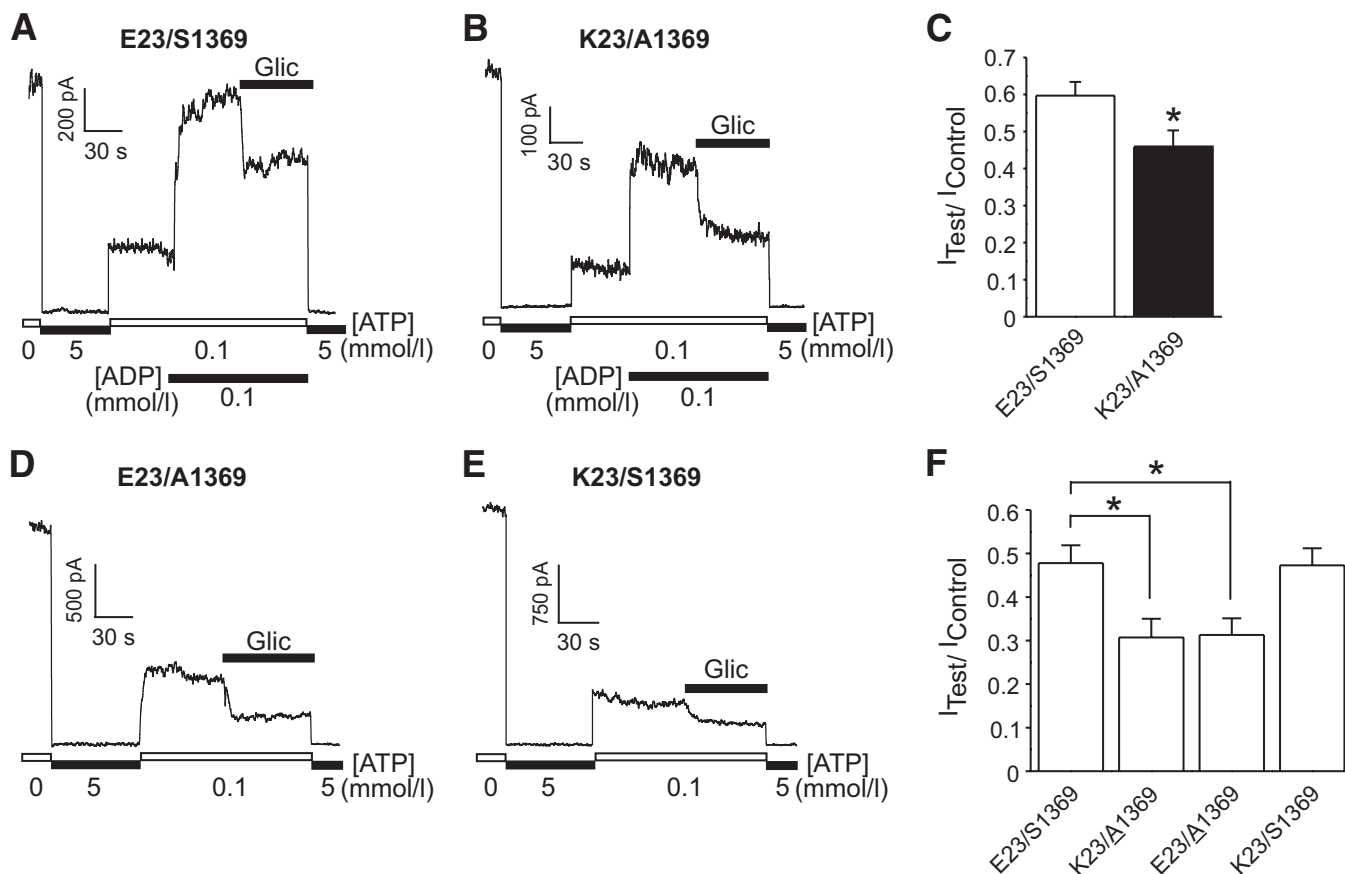 A
E23/S1369
Glic
200 pA
30 s
[ATP]
0 5 0.1 5 (mmol/l)
[ADP]
(mmol/l) 0.1
B
K23/A1369
Glic
100 pA
30 s
[ATP]
0 5 0.1 5 (mmol/l)
[ADP]
(mmol/l) 0.1
C
0.7
0.6
0.5
0.4
0.3
0.2
0.1
0
ITest/ IControl
*
E23/S1369
K23/A1369
D
E23/A1369
Glic
500 pA
30 s
[ATP]
0 5 0.1 5 (mmol/l)
E
K23/S1369
Glic
750 pA
30 s
[ATP]
0 5 0.1 5 (mmol/l)
F
*
*
0.6
0.5
0.4
0.3
0.2
0.1
0
ITest/ IControl
E23/S1369
K23/A1369
E23/A1369
K23/S1369